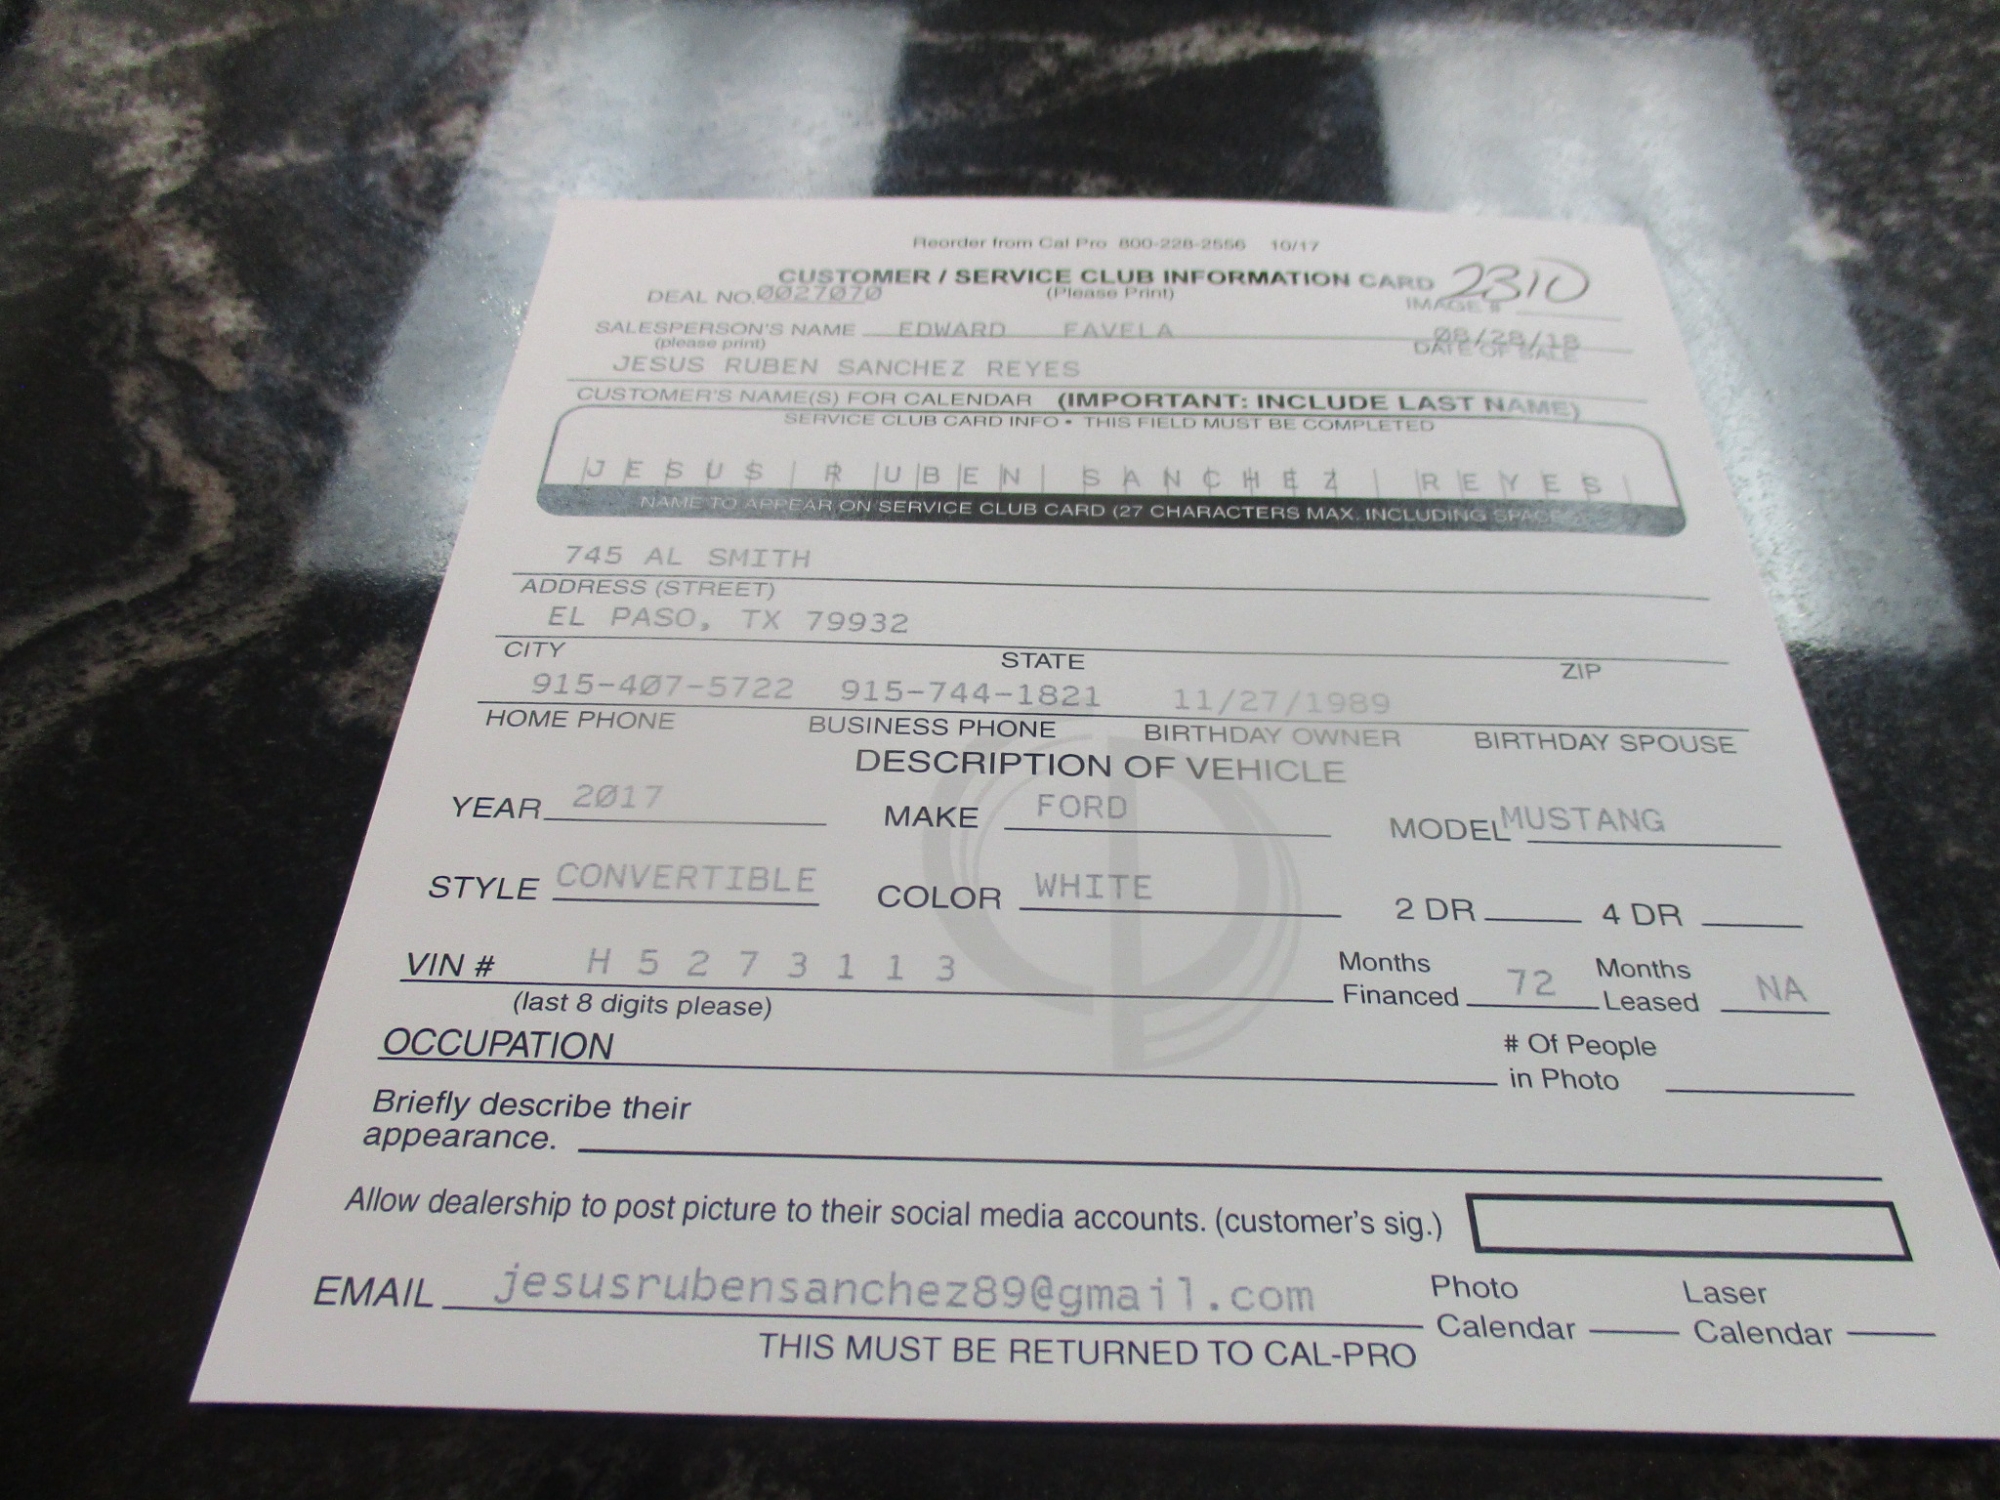 Reorder from Cal Pro 800-228-2556 10/17
CUSTOMER / SERVICE CLUB INFORMATION CARD 2310
DEAL NO. 0027070 (Please Print) IMAGE #
SALESPERSON'S NAME EDWARD FAVELA 08/28/18
(please print) DATE OF SALE
JESUS RUBEN SANCHEZ REYES
CUSTOMER'S NAME(S) FOR CALENDAR (IMPORTANT: INCLUDE LAST NAME)
SERVICE CLUB CARD INFO • THIS FIELD MUST BE COMPLETED
JESUS RUBEN SANCHEZ REYES
NAME TO APPEAR ON SERVICE CLUB CARD (27 CHARACTERS MAX. INCLUDING
745 AL SMITH
ADDRESS (STREET)
EL PASO, TX 79932
CITY STATE ZIP
915-407-5722 915-744-1821 11/27/1989
HOME PHONE BUSINESS PHONE BIRTHDAY OWNER BIRTHDAY SPOUSE
DESCRIPTION OF VEHICLE
YEAR 2017 MAKE FORD MODEL MUSTANG
STYLE CONVERTIBLE COLOR WHITE 2 DR 4 DR
VIN # H 5 2 7 3 1 1 3 Months Financed 72 Months Leased NA
(last 8 digits please)
OCCUPATION # Of People in Photo
Briefly describe their
appearance.
Allow dealership to post picture to their social media accounts. (customer's sig.)
EMAIL jesusrubensanchez89@gmail.com Photo Calendar Laser Calendar
THIS MUST BE RETURNED TO CAL-PRO